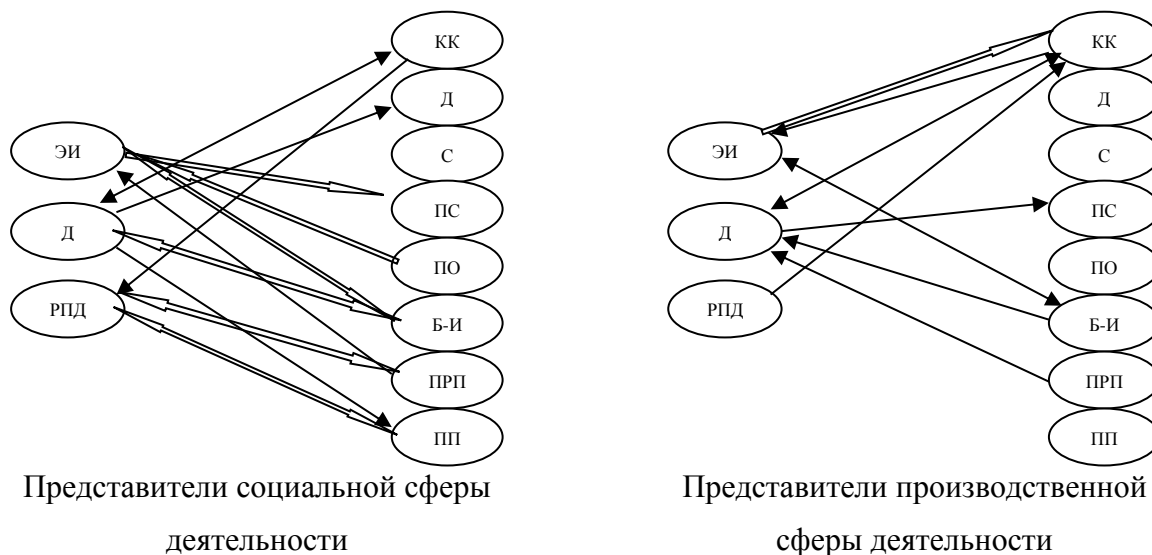 КК
Д
С
ПС
ПО
Б-И
ПРП
ПП
ЭИ
Д
РПД
Представители социальной сферы
деятельности
КК
Д
С
ПС
ПО
Б-И
ПРП
ПП
ЭИ
Д
РПД
Представители производственной
сферы деятельности